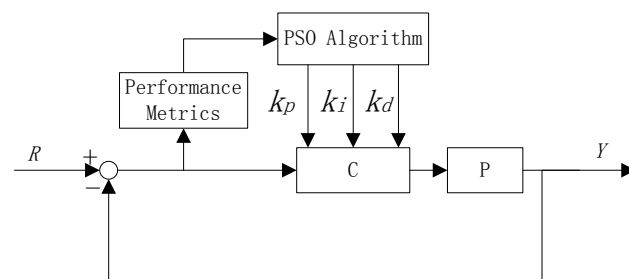 PSO Algorithm
Performance
Metrics
kp ki kd
R + C P Y
−